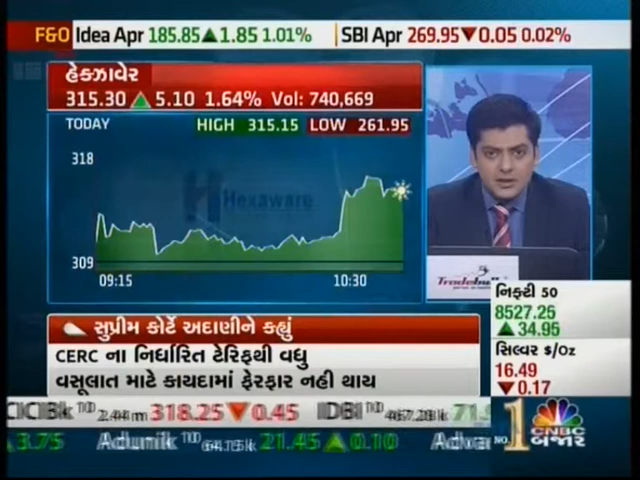 F&O Idea Apr 185.85▲1.85 1.01% SBI Apr 269.95▼0.05 0.02%
હેક્ઝાવેર
315.30 ▲ 5.10 1.64% Vol: 740,669
TODAY HIGH 315.15 LOW 261.95
318
Hexaware
309
09:15 10:30
Tradebulls
નિફ્ટી 50
8527.25
▲ 34.95
સિલ્વર $/Oz
16.49
▼0.17
સુપ્રીમ કોર્ટે અદાણીને કહ્યું
CERC ના નિર્ધારિત ટેરિફથી વધુ
વસૂલાત માટે કાયદામાં ફેરફાર નહી થાય
318.25 ▼0.45 IDBI
3.75 Adunik 21.45 ▲0.10
NO. 1 CNBC
બજાર